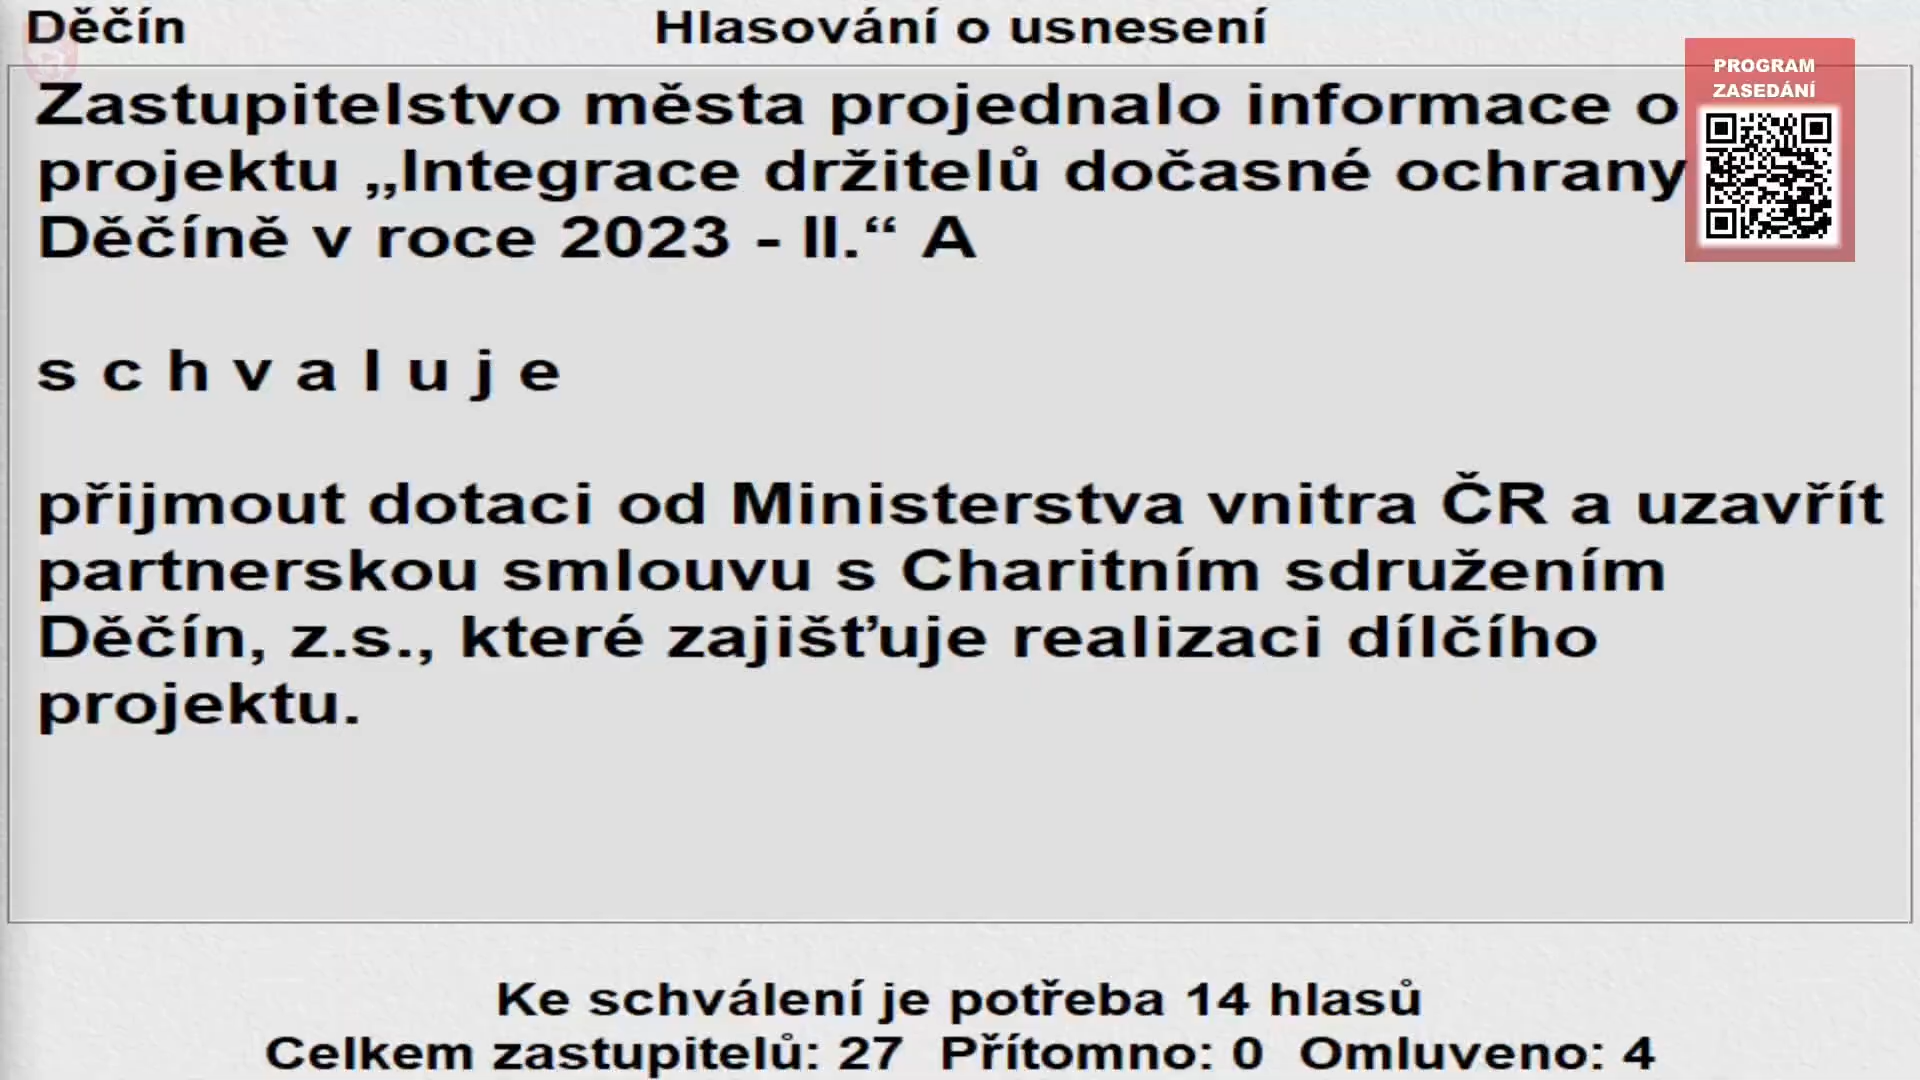 Děčín
Hlasování o usnesení
PROGRAM
ZASEDÁNÍ
Zastupitelstvo města projednalo informace o
projektu „Integrace držitelů dočasné ochrany
Děčíně v roce 2023 - II.“ A
s c h v a l u j e
přijmout dotaci od Ministerstva vnitra ČR a uzavřít
partnerskou smlouvu s Charitním sdružením
Děčín, z.s., které zajišťuje realizaci dílčího
projektu.
Ke schválení je potřeba 14 hlasů
Celkem zastupitelů: 27 Přítomno: 0 Omluveno: 4